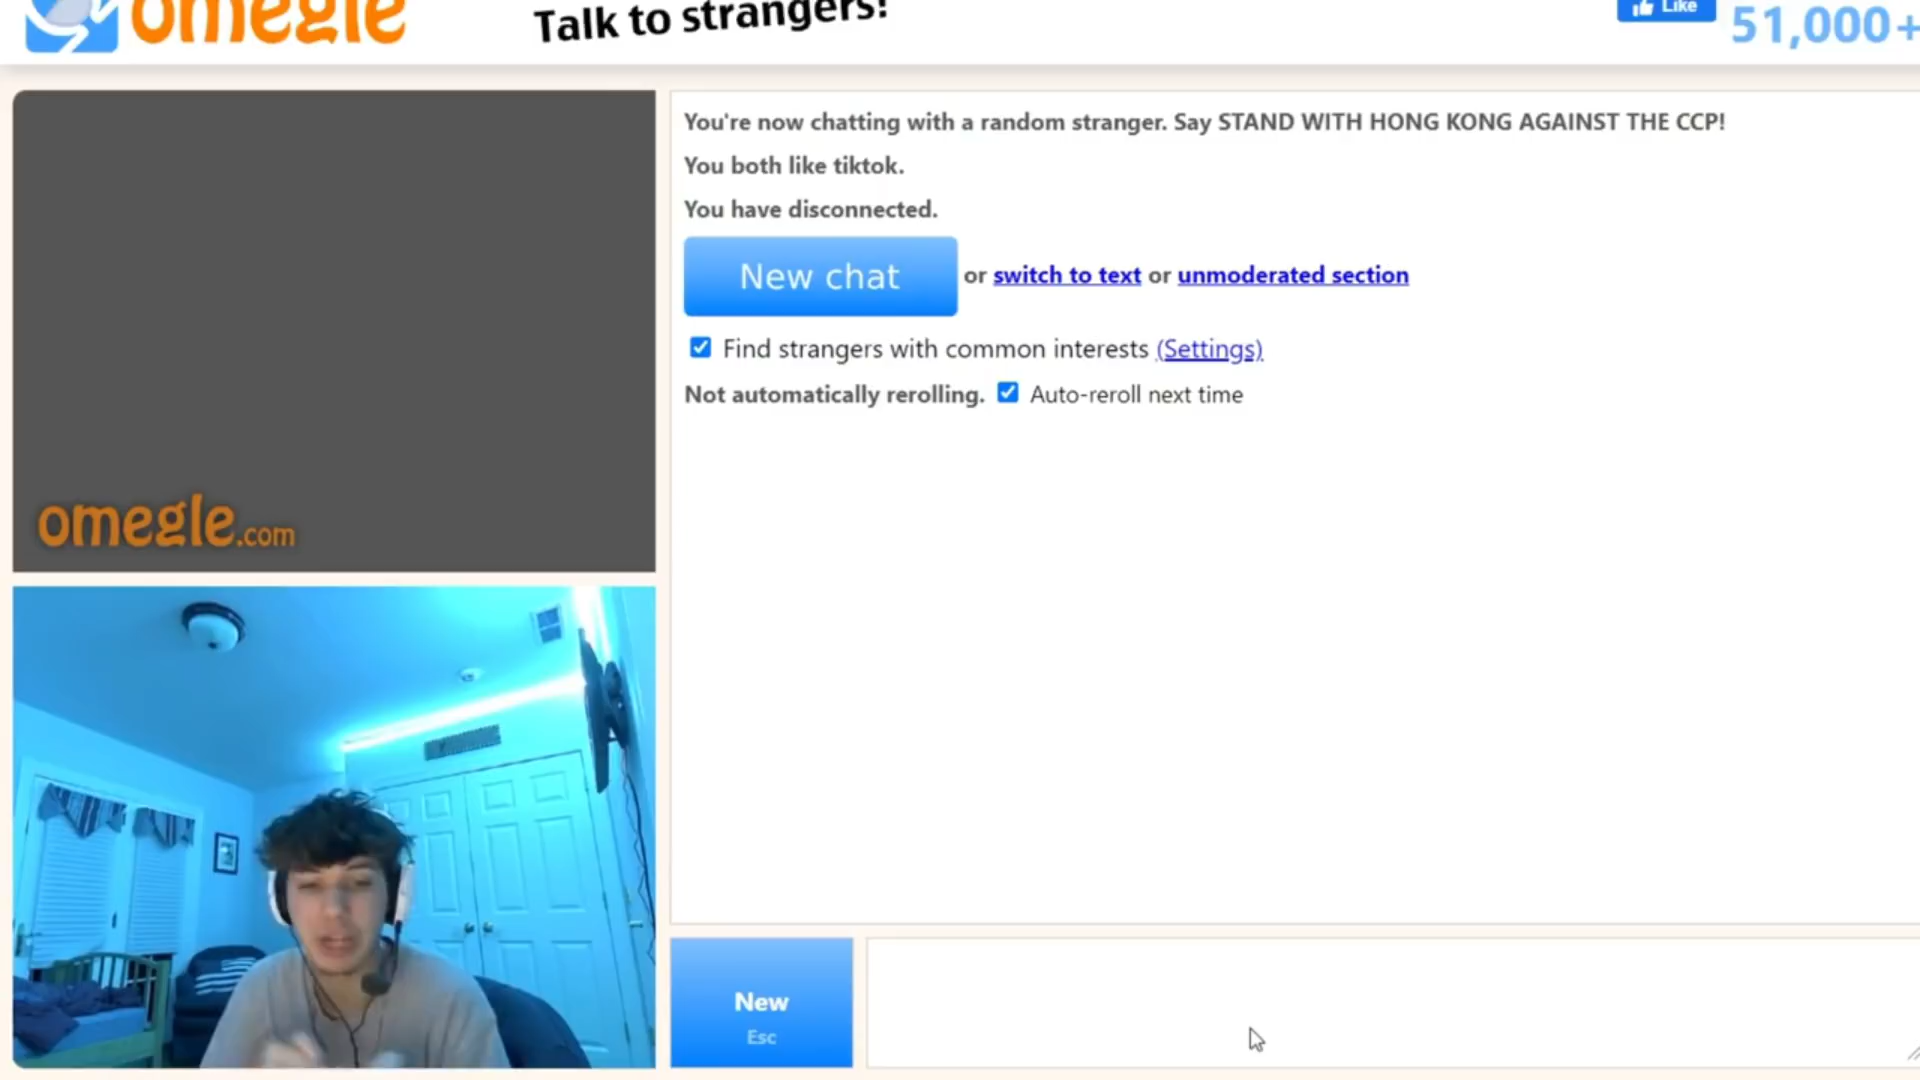 omegle
Talk to strangers!
Like
51,000+
You're now chatting with a random stranger. Say STAND WITH HONG KONG AGAINST THE CCP!
You both like tiktok.
You have disconnected.
New chat or switch to text or unmoderated section
Find strangers with common interests (Settings)
Not automatically rerolling. Auto-reroll next time
omegle.com
New
Esc